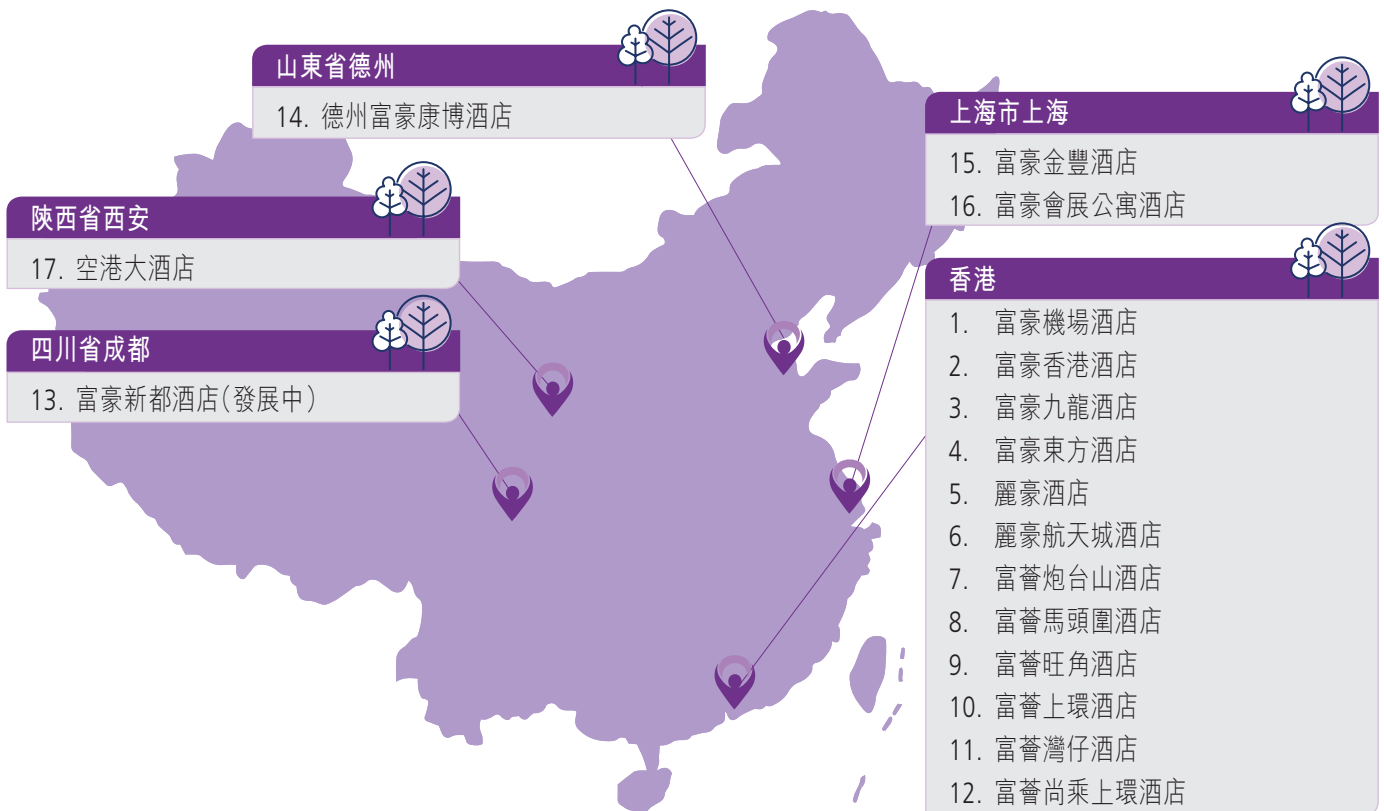 山東省德州
14. 德州富豪康博酒店
陝西省西安
17. 空港大酒店
四川省成都
13. 富豪新都酒店(發展中)
上海市上海
15. 富豪金豐酒店
16. 富豪會展公寓酒店
香港
1. 富豪機場酒店
2. 富豪香港酒店
3. 富豪九龍酒店
4. 富豪東方酒店
5. 麗豪酒店
6. 麗豪航天城酒店
7. 富薈炮台山酒店
8. 富薈馬頭圍酒店
9. 富薈旺角酒店
10. 富薈上環酒店
11. 富薈灣仔酒店
12. 富薈尚乘上環酒店